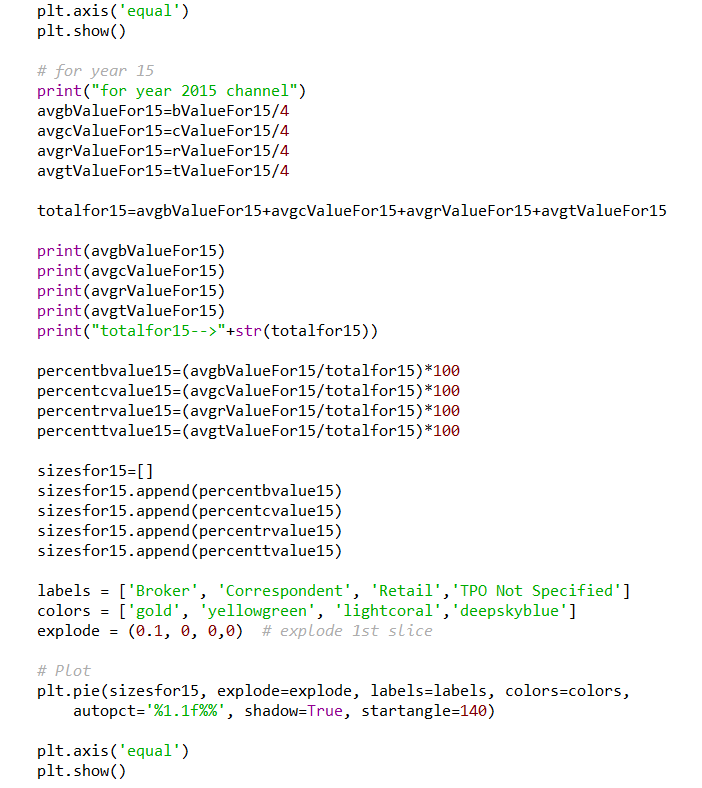 plt.axis('equal')
plt.show()
# for year 15
print("for year 2015 channel")
avgbValueFor15=bValueFor15/4
avgcValueFor15=cValueFor15/4
avgrValueFor15=rValueFor15/4
avgtValueFor15=tValueFor15/4
totalfor15=avgbValueFor15+avgcValueFor15+avgrValueFor15+avgtValueFor15
print(avgbValueFor15)
print(avgcValueFor15)
print(avgrValueFor15)
print(avgtValueFor15)
print("totalfor15-->"+str(totalfor15))
percentbvalue15=(avgbValueFor15/totalfor15)*100
percentcvalue15=(avgcValueFor15/totalfor15)*100
percentrvalue15=(avgrValueFor15/totalfor15)*100
percenttvalue15=(avgtValueFor15/totalfor15)*100
sizesfor15=[]
sizesfor15.append(percentbvalue15)
sizesfor15.append(percentcvalue15)
sizesfor15.append(percentrvalue15)
sizesfor15.append(percenttvalue15)
labels = ['Broker', 'Correspondent', 'Retail','TPO Not Specified']
colors = ['gold', 'yellowgreen', 'lightcoral','deepskyblue']
explode = (0.1, 0, 0,0)  # explode 1st slice
# Plot
plt.pie(sizesfor15, explode=explode, labels=labels, colors=colors,
    autopct='%1.1f%%', shadow=True, startangle=140)
plt.axis('equal')
plt.show()